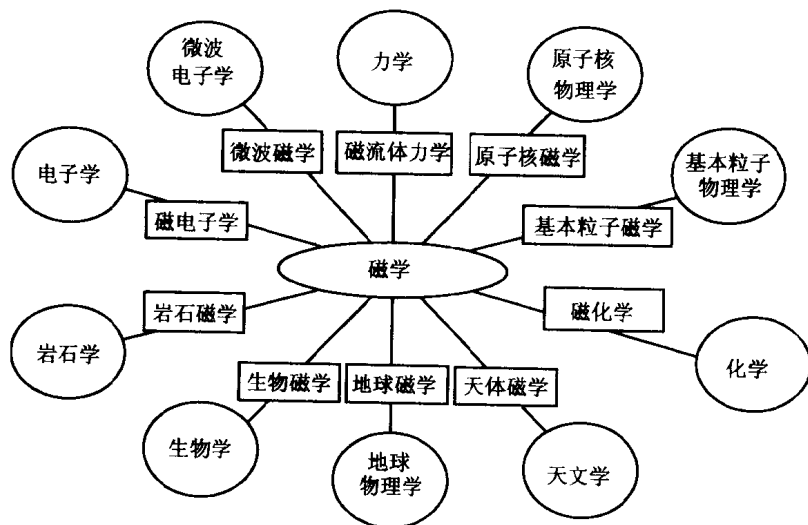 微波
电子学
力学
原子核
物理学
微波磁学
磁流体力学
原子核磁学
电子学
基本粒子
物理学
磁电子学
基本粒子磁学
磁学
岩石磁学
磁化学
岩石学
化学
生物磁学
地球磁学
天体磁学
生物学
地球
物理学
天文学